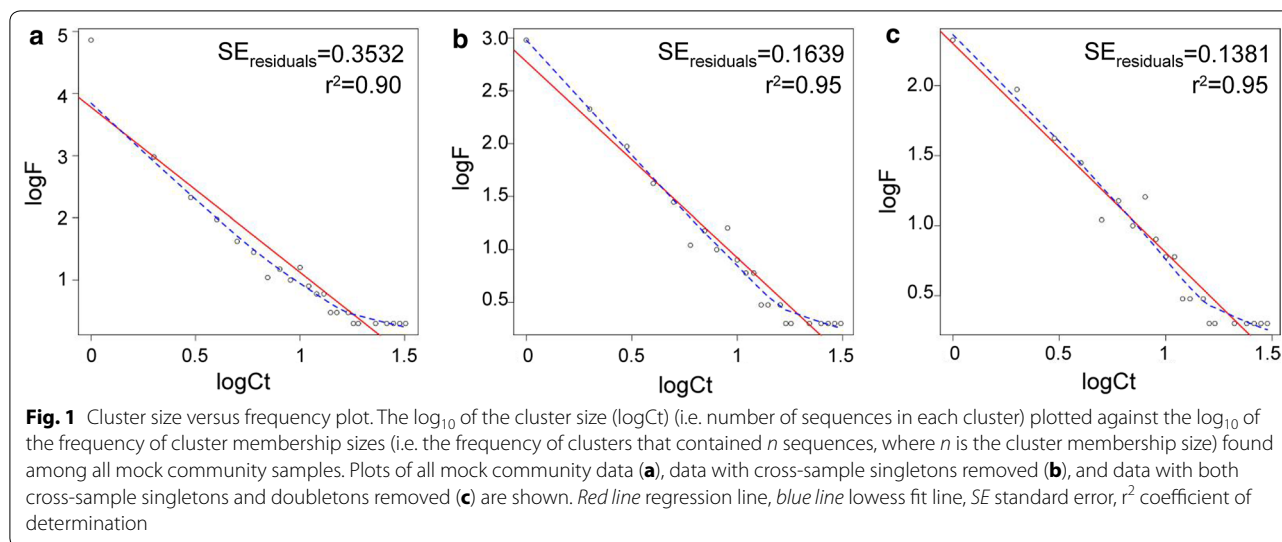 a
SEresiduals=0.3532
r²=0.90
5
4
3
2
1
logF
0
0.5
1.0
1.5
logCt
b
SEresiduals=0.1639
r²=0.95
3.0
2.5
2.0
1.5
1.0
0.5
logF
0
0.5
1
1.5
logCt
c
SEresiduals=0.1381
r²=0.95
2.0
1.5
1.0
0.5
logF
0
0.5
1.0
1.5
logCt
Fig. 1 Cluster size versus frequency plot. The log₁₀ of the cluster size (logCt) (i.e. number of sequences in each cluster) plotted against the log₁₀ of
the frequency of cluster membership sizes (i.e. the frequency of clusters that contained n sequences, where n is the cluster membership size) found
among all mock community samples. Plots of all mock community data (a), data with cross-sample singletons removed (b), and data with both
cross-sample singletons and doubletons removed (c) are shown. Red line regression line, blue line lowess fit line, SE standard error, r² coefficient of
determination